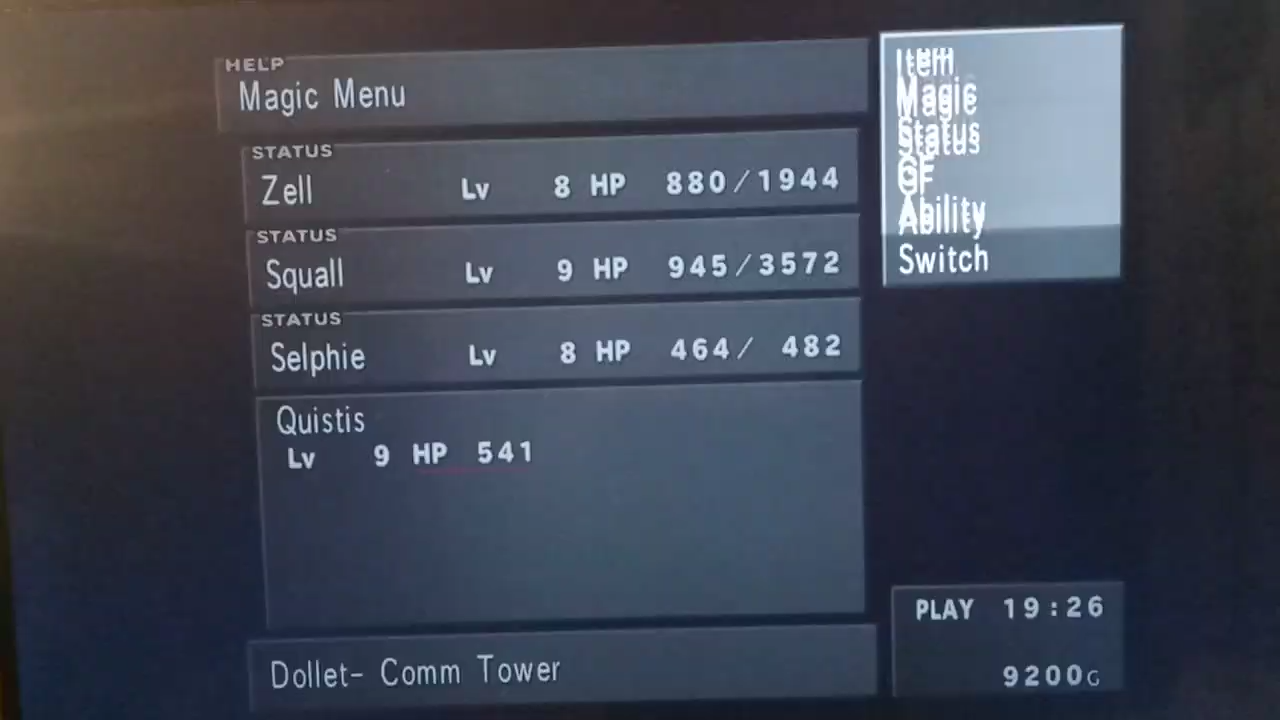 HELP
Magic Menu
STATUS
Zell Lv 8 HP 880/1944
STATUS
Squall Lv 9 HP 945/3572
STATUS
Selphie Lv 8 HP 464/ 482
Quistis
Lv 9 HP 541
Dollet- Comm Tower
Item
Magic
Status
GF
Ability
Switch
PLAY 19:26
9200G